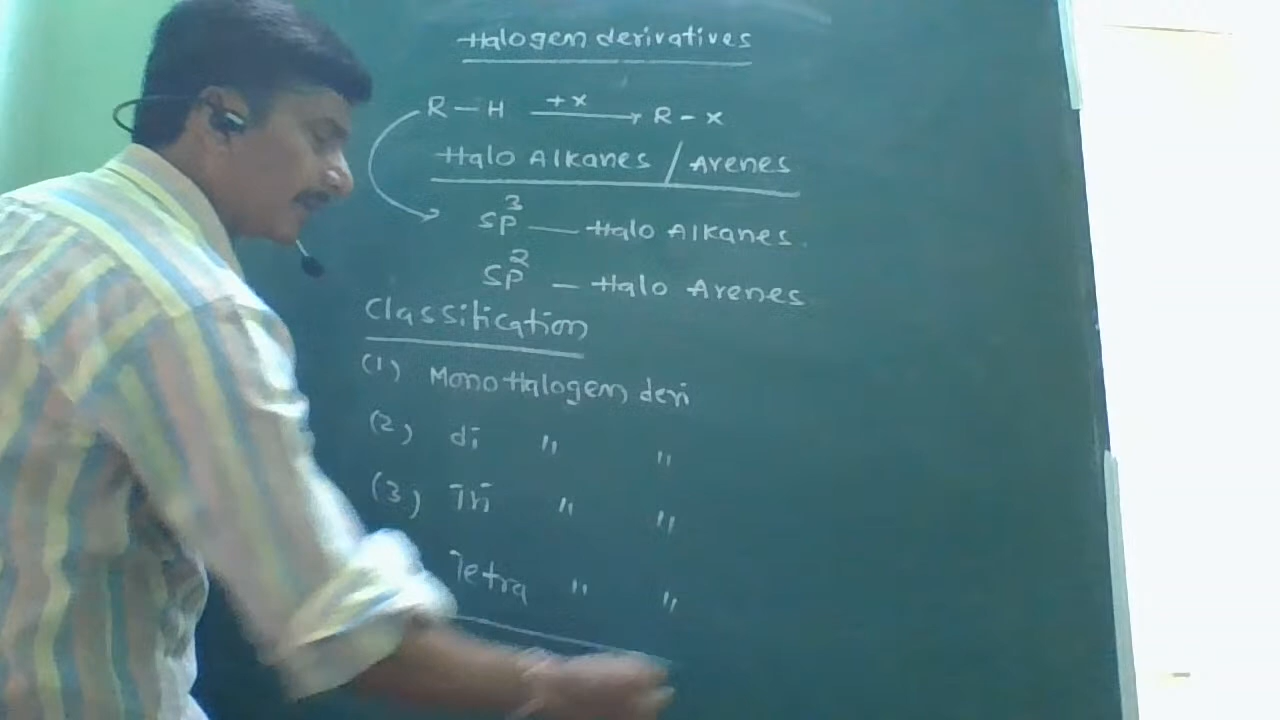 Halogen derivatives
R - H +X → R - X
Halo Alkanes / Arenes
SP³ — Halo Alkanes.
SP² — Halo Arenes
Classification
(1) Mono Halogen deri
(2) di " "
(3) Tri " "
Tetra " "